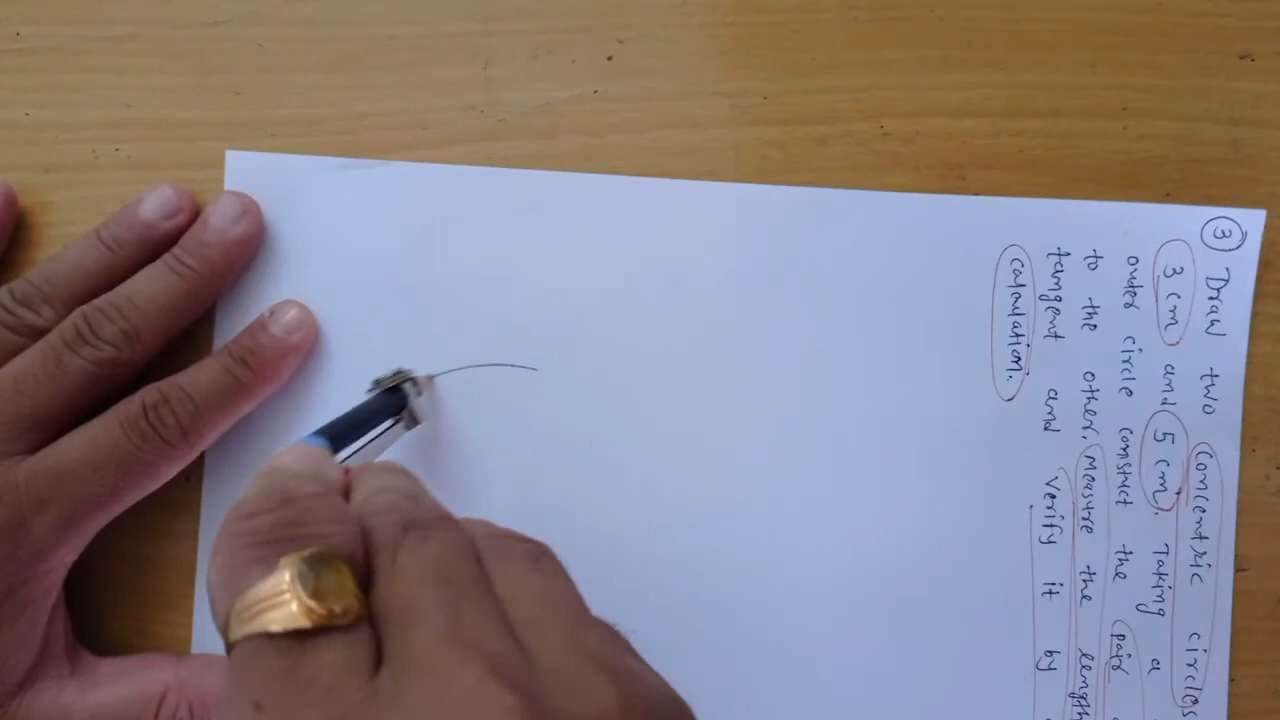 ③ Draw two concentric circles
3 cm and 5 cm. Taking a
outer circle constuct the pair
to the other. measure the length
tangent and verify it by
calculation.